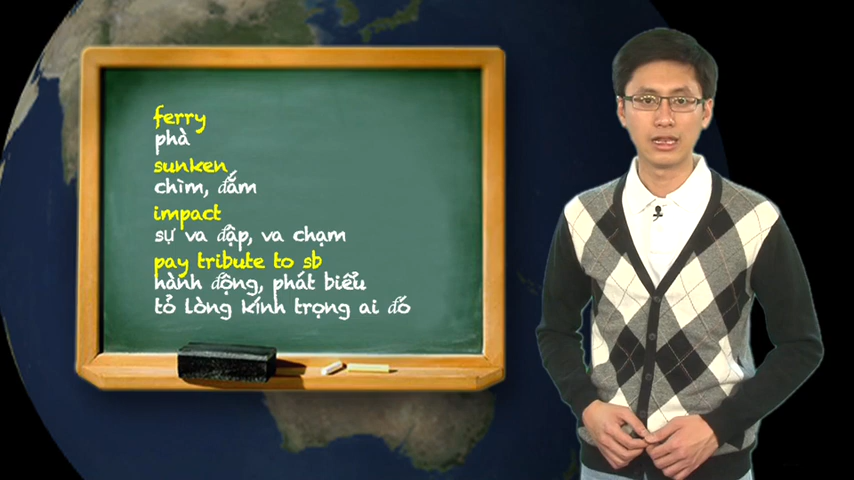 ferry
phà
sunken
chìm, đắm
impact
sự va đập, va chạm
pay tribute to sb
hành động, phát biểu
tỏ lòng kính trọng ai đó